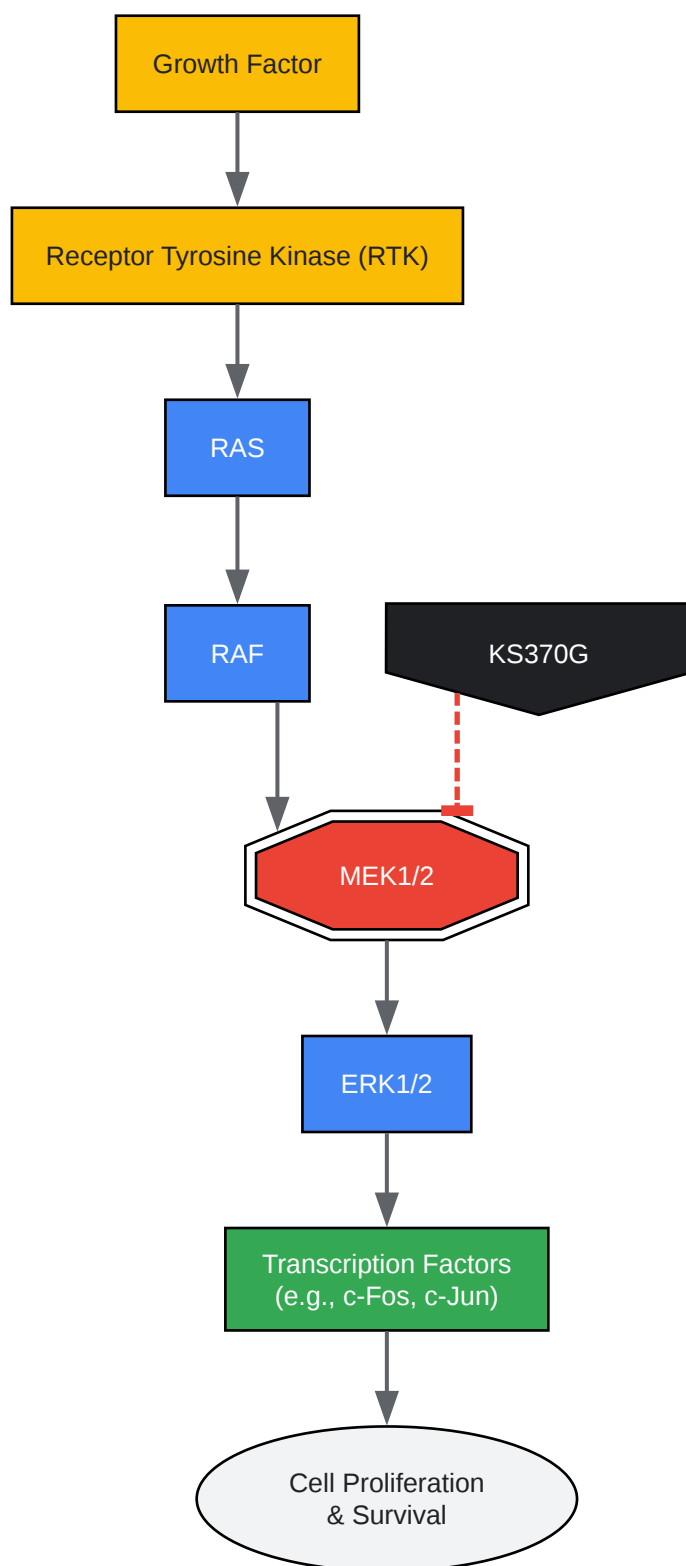 Growth Factor
Receptor Tyrosine Kinase (RTK)
RAS
RAF
KS370G
MEK1/2
ERK1/2
Transcription Factors
(e.g., c-Fos, c-Jun)
Cell Proliferation
& Survival